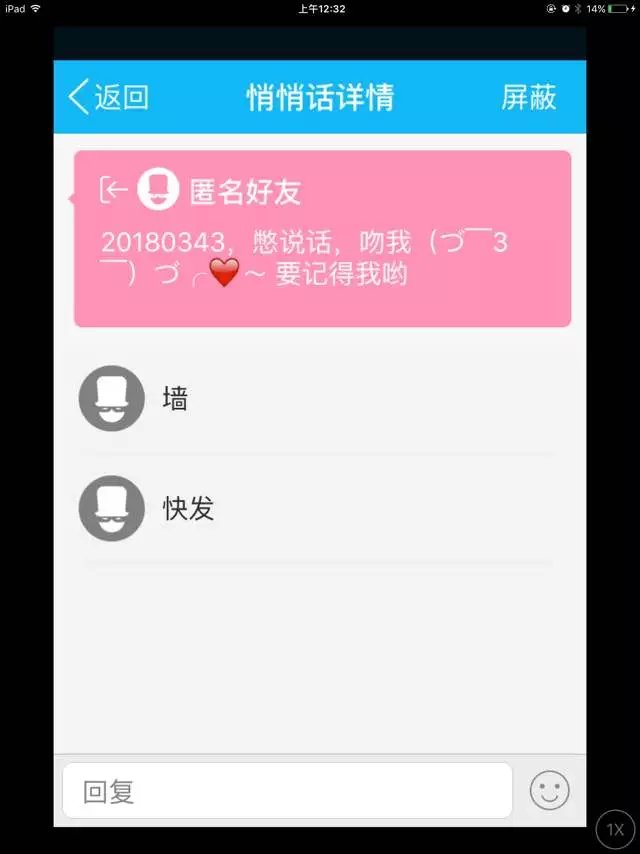 iPad 上午12:32 14%
返回 悄悄话详情 屏蔽
匿名好友
20180343，憋说话，吻我（づ￣3
￣）づ╭❤️～ 要记得我哟
墙
快发
回复
1X